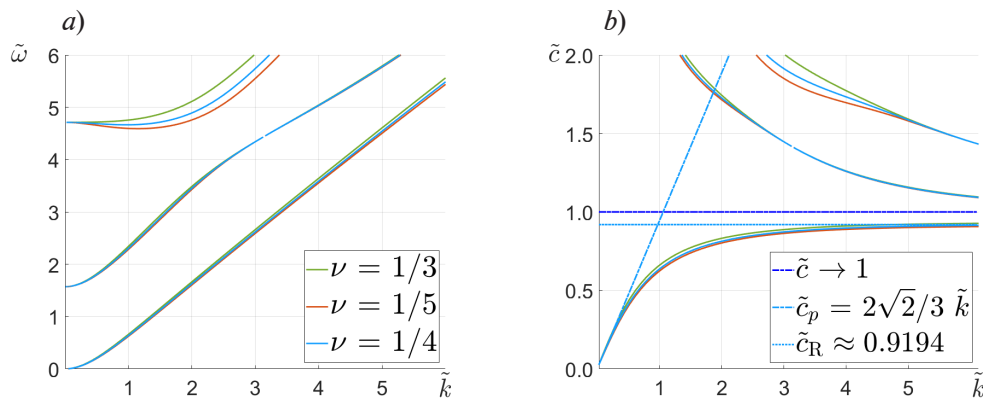 a)
ω̃
6
5
4
3
2
1
0
1 2 3 4 5 k̃
ν = 1/3
ν = 1/5
ν = 1/4
b)
c̃
2.0
1.5
1.0
0.5
0.0
1 2 3 4 5 k̃
c̃ → 1
c̃ₚ = 2√2/3 k̃
c̃_R ≈ 0.9194